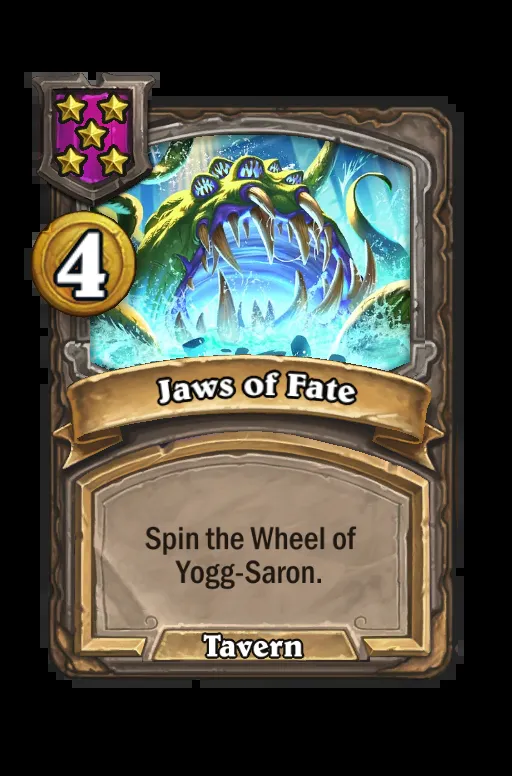 4
Jaws of Fate
Spin the Wheel of
Yogg-Saron.
Tavern